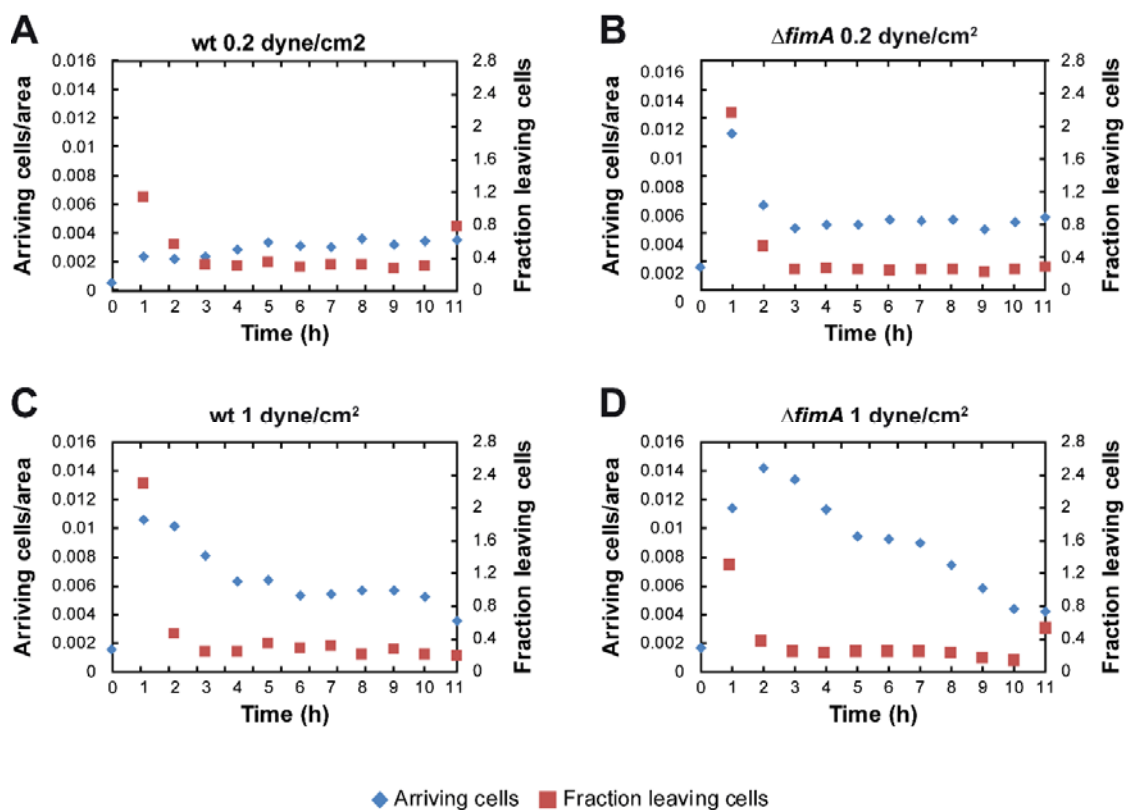 A
wt 0.2 dyne/cm2
Arriving cells/area
0.016
0.014
0.012
0.01
0.008
0.006
0.004
0.002
0
2.8
2.4
2
1.6
1.2
0.8
0.4
0
Fraction leaving cells
0 1 2 3 4 5 6 7 8 9 10 11
Time (h)
B
ΔfimA 0.2 dyne/cm²
Arriving cells/area
0.016
0.014
0.012
0.01
0.008
0.006
0.004
0.002
0
2.8
2.4
2
1.6
1.2
0.8
0.4
0
Fraction leaving cells
0 1 2 3 4 5 6 7 8 9 10 11
Time (h)
C
wt 1 dyne/cm²
Arriving cells/area
0.016
0.014
0.012
0.01
0.008
0.006
0.004
0.002
0
2.8
2.4
2
1.6
1.2
0.8
0.4
0
Fraction leaving cells
0 1 2 3 4 5 6 7 8 9 10 11
Time (h)
D
ΔfimA 1 dyne/cm²
Arriving cells/area
0.016
0.014
0.012
0.01
0.008
0.006
0.004
0.002
0
2.8
2.4
2
1.6
1.2
0.8
0.4
0
Fraction leaving cells
0 1 2 3 4 5 6 7 8 9 10 11
Time (h)
Arriving cells Fraction leaving cells